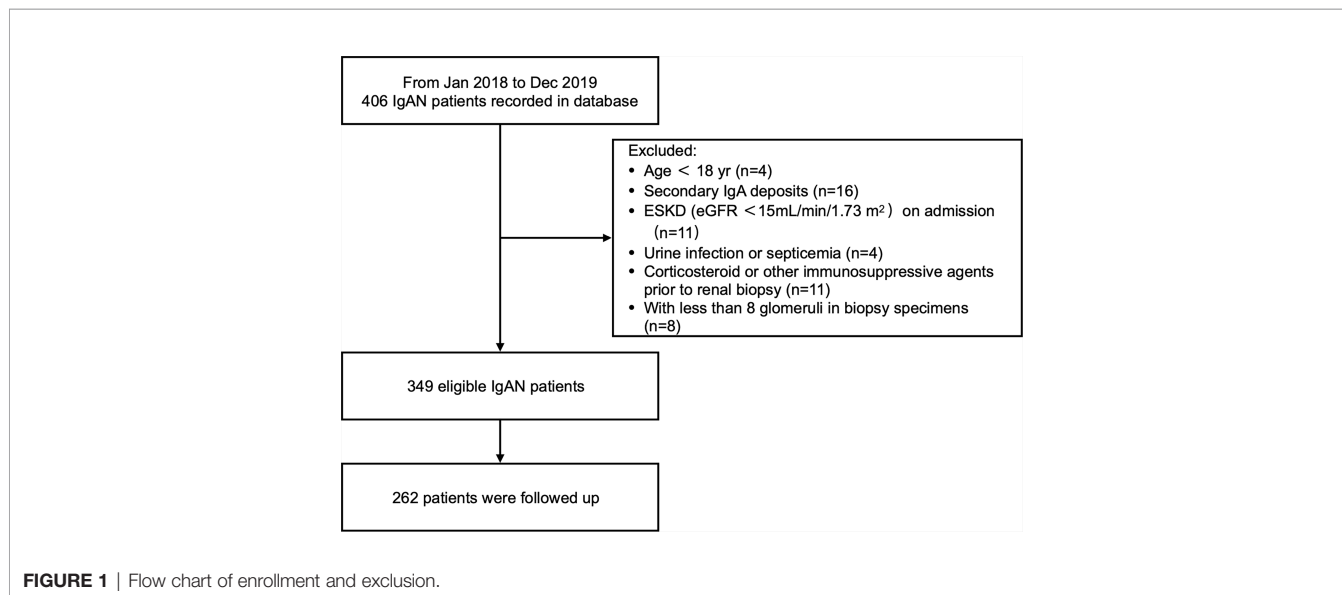 From Jan 2018 to Dec 2019
406 IgAN patients recorded in database
Excluded:
• Age < 18 yr (n=4)
• Secondary IgA deposits (n=16)
• ESKD (eGFR <15mL/min/1.73 m²) on admission
(n=11)
• Urine infection or septicemia (n=4)
• Corticosteroid or other immunosuppressive agents
prior to renal biopsy (n=11)
• With less than 8 glomeruli in biopsy specimens
(n=8)
349 eligible IgAN patients
262 patients were followed up
FIGURE 1 | Flow chart of enrollment and exclusion.